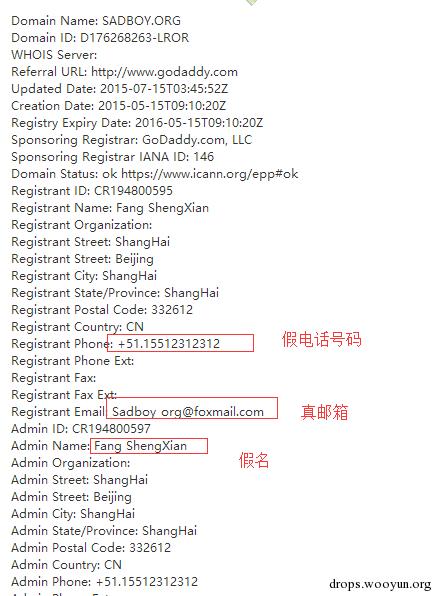 Domain Name: SADBOY.ORG
Domain ID: D176268263-LROR
WHOIS Server:
Referral URL: http://www.godaddy.com
Updated Date: 2015-07-15T03:45:52Z
Creation Date: 2015-05-15T09:10:20Z
Registry Expiry Date: 2016-05-15T09:10:20Z
Sponsoring Registrar: GoDaddy.com, LLC
Sponsoring Registrar IANA ID: 146
Domain Status: ok https://www.icann.org/epp#ok
Registrant ID: CR194800595
Registrant Name: Fang ShengXian
Registrant Organization:
Registrant Street: ShangHai
Registrant Street: Beijing
Registrant City: ShangHai
Registrant State/Province: ShangHai
Registrant Postal Code: 332612
Registrant Country: CN
Registrant Phone: +51.15512312312 假电话号码
Registrant Phone Ext:
Registrant Fax:
Registrant Fax Ext:
Registrant Email: Sadboy_org@foxmail.com 真邮箱
Admin ID: CR194800597
Admin Name: Fang ShengXian 假名
Admin Organization:
Admin Street: ShangHai
Admin Street: Beijing
Admin City: ShangHai
Admin State/Province: ShangHai
Admin Postal Code: 332612
Admin Country: CN
Admin Phone: +51.15512312312
drops.wooyun.org